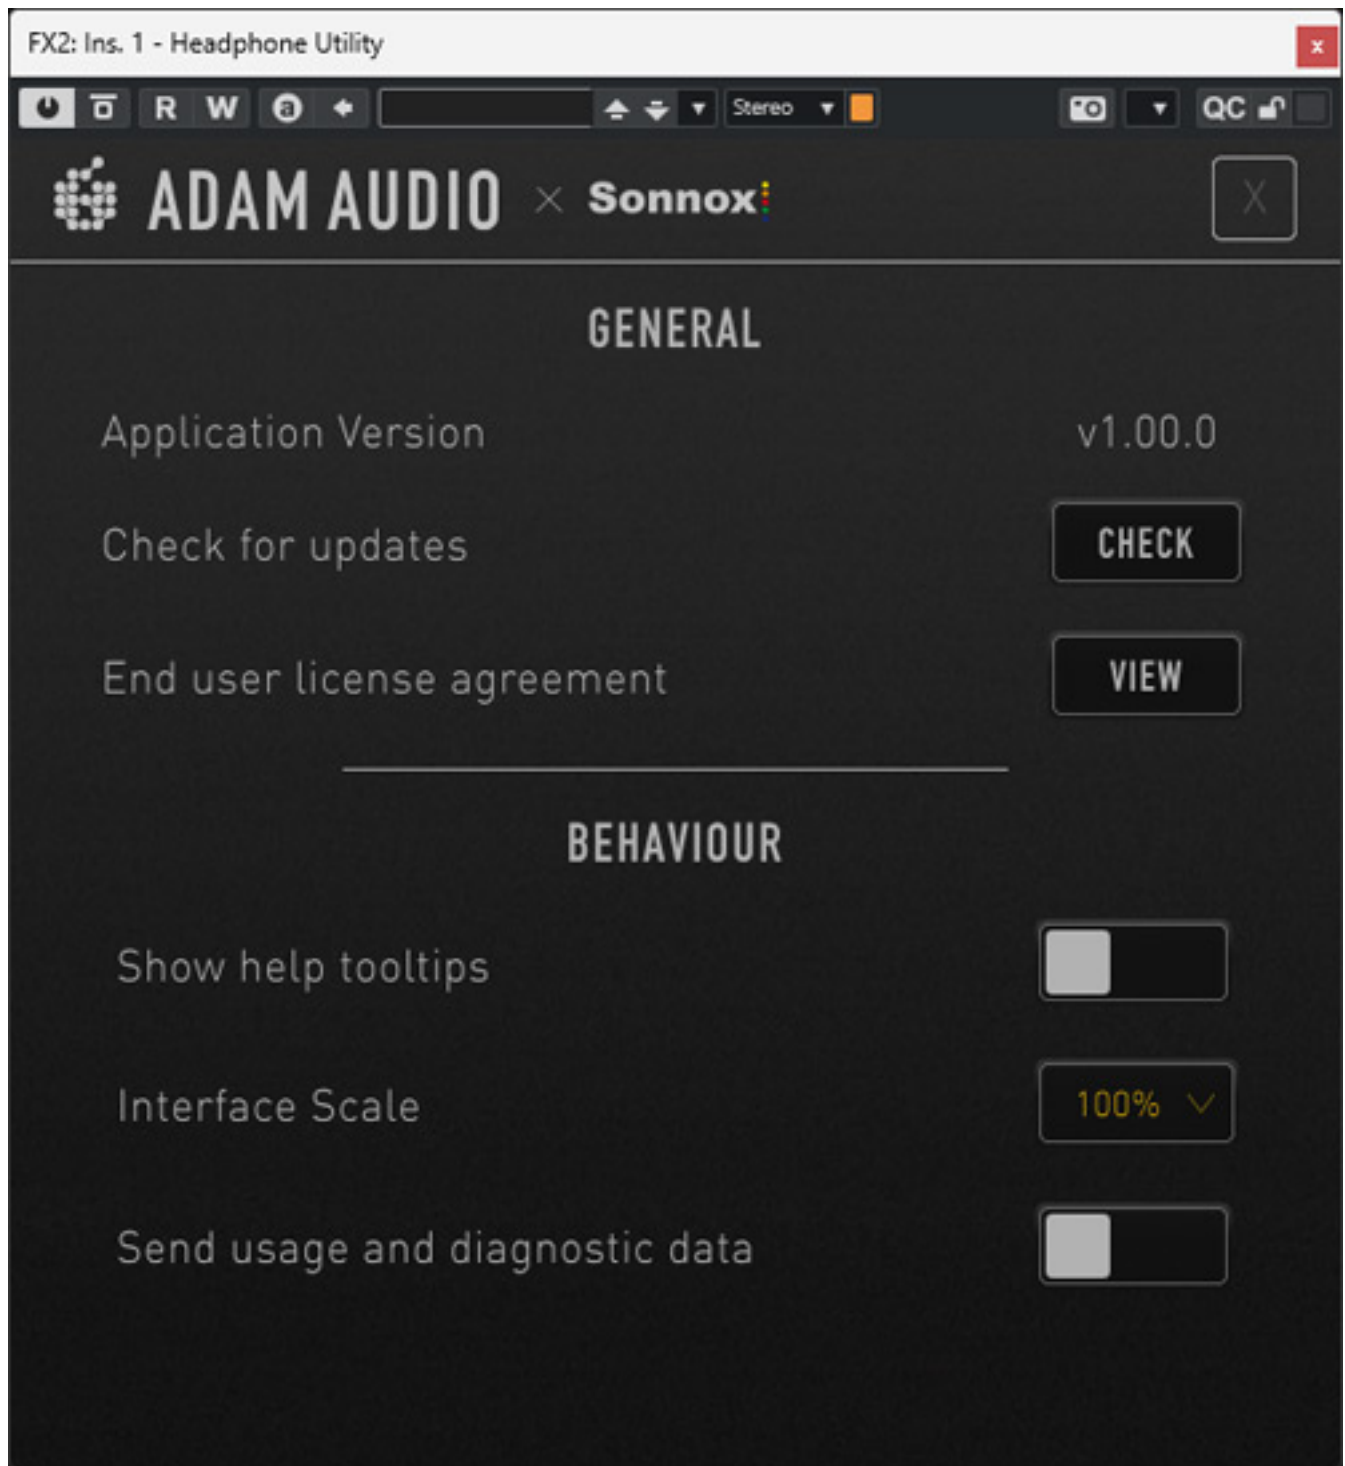 FX2: Ins. 1 - Headphone Utility x
R W a Stereo QC
ADAM AUDIO × Sonnox X
GENERAL
Application Version v1.00.0
Check for updates CHECK
End user license agreement VIEW
BEHAVIOUR
Show help tooltips
Interface Scale 100%
Send usage and diagnostic data